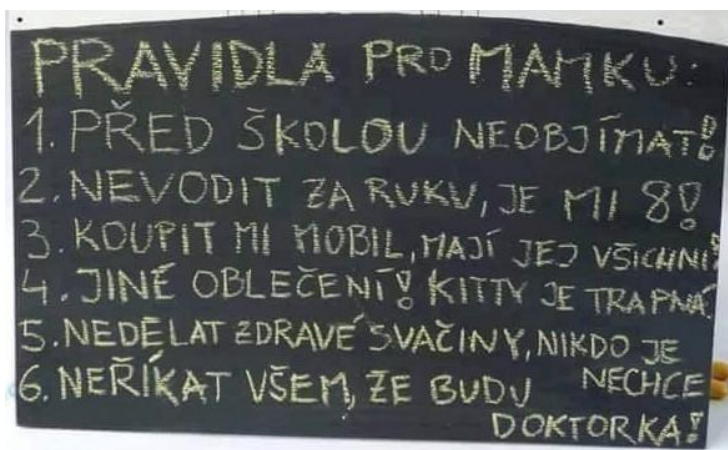 PRAVIDLA PRO MAMKU:
1. PŘED ŠKOLOU NEOBJÍMAT!
2. NEVODIT ZA RUKU, JE MI 8!
3. KOUPIT MI MOBIL, MAJÍ JEJ VŠICHNI!
4. JINÉ OBLEČENÍ! KITTY JE TRAPNÁ.
5. NEDĚLAT ZDRAVÉ SVAČINY, NIKDO JE
NECHCE
6. NEŘÍKAT VŠEM, ŽE BUDU
DOKTORKA!